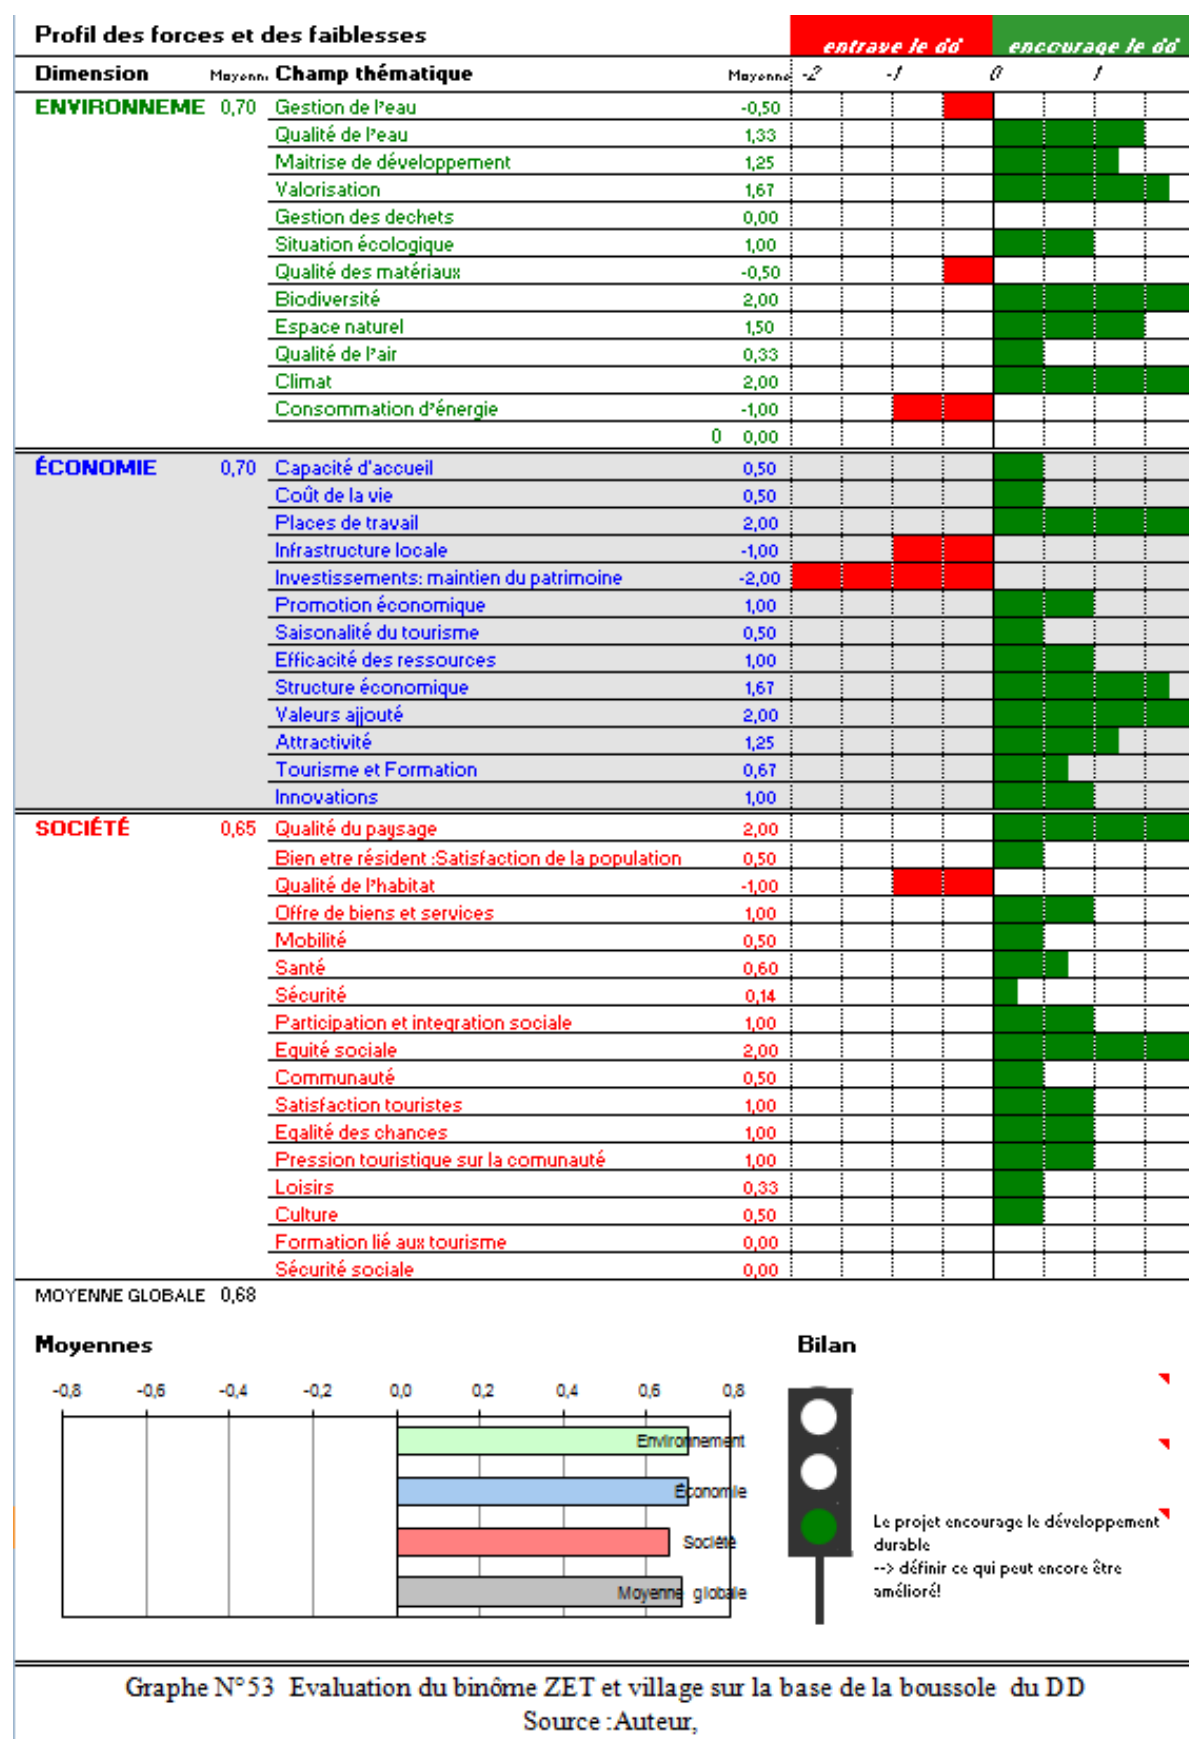 Profil des forces et des faiblesses entrave le dd encourage le dd
Dimension Moyenn Champ thématique Moyenne -2 -1 0 1
ENVIRONNEME 0,70 Gestion de l'eau -0,50
Qualité de l'eau 1,33
Maitrise de développement 1,25
Valorisation 1,67
Gestion des dechets 0,00
Situation écologique 1,00
Qualité des matériaux -0,50
Biodiversité 2,00
Espace naturel 1,50
Qualité de l'air 0,33
Climat 2,00
Consommation d'énergie -1,00
0 0,00
ÉCONOMIE 0,70 Capacité d'accueil 0,50
Coût de la vie 0,50
Places de travail 2,00
Infrastructure locale -1,00
Investissements: maintien du patrimoine -2,00
Promotion économique 1,00
Saisonalité du tourisme 0,50
Efficacité des ressources 1,00
Structure économique 1,67
Valeurs ajjouté 2,00
Attractivité 1,25
Tourisme et Formation 0,67
Innovations 1,00
SOCIÉTÉ 0,65 Qualité du paysage 2,00
Bien etre résident :Satisfaction de la population 0,50
Qualité de l'habitat -1,00
Offre de biens et services 1,00
Mobilité 0,50
Santé 0,60
Sécurité 0,14
Participation et integration sociale 1,00
Equité sociale 2,00
Communauté 0,50
Satisfaction touristes 1,00
Egalité des chances 1,00
Pression touristique sur la comunauté 1,00
Loisirs 0,33
Culture 0,50
Formation lié aux tourisme 0,00
Sécurité sociale 0,00
MOYENNE GLOBALE 0,68
Moyennes Bilan
-0,8 -0,6 -0,4 -0,2 0,0 0,2 0,4 0,6 0,8
Environnement
Économie
Société
Moyenne globale
Le projet encourage le développement
durable
--> définir ce qui peut encore être
amélioré!
Graphe N°53 Evaluation du binôme ZET et village sur la base de la boussole du DD
Source :Auteur,